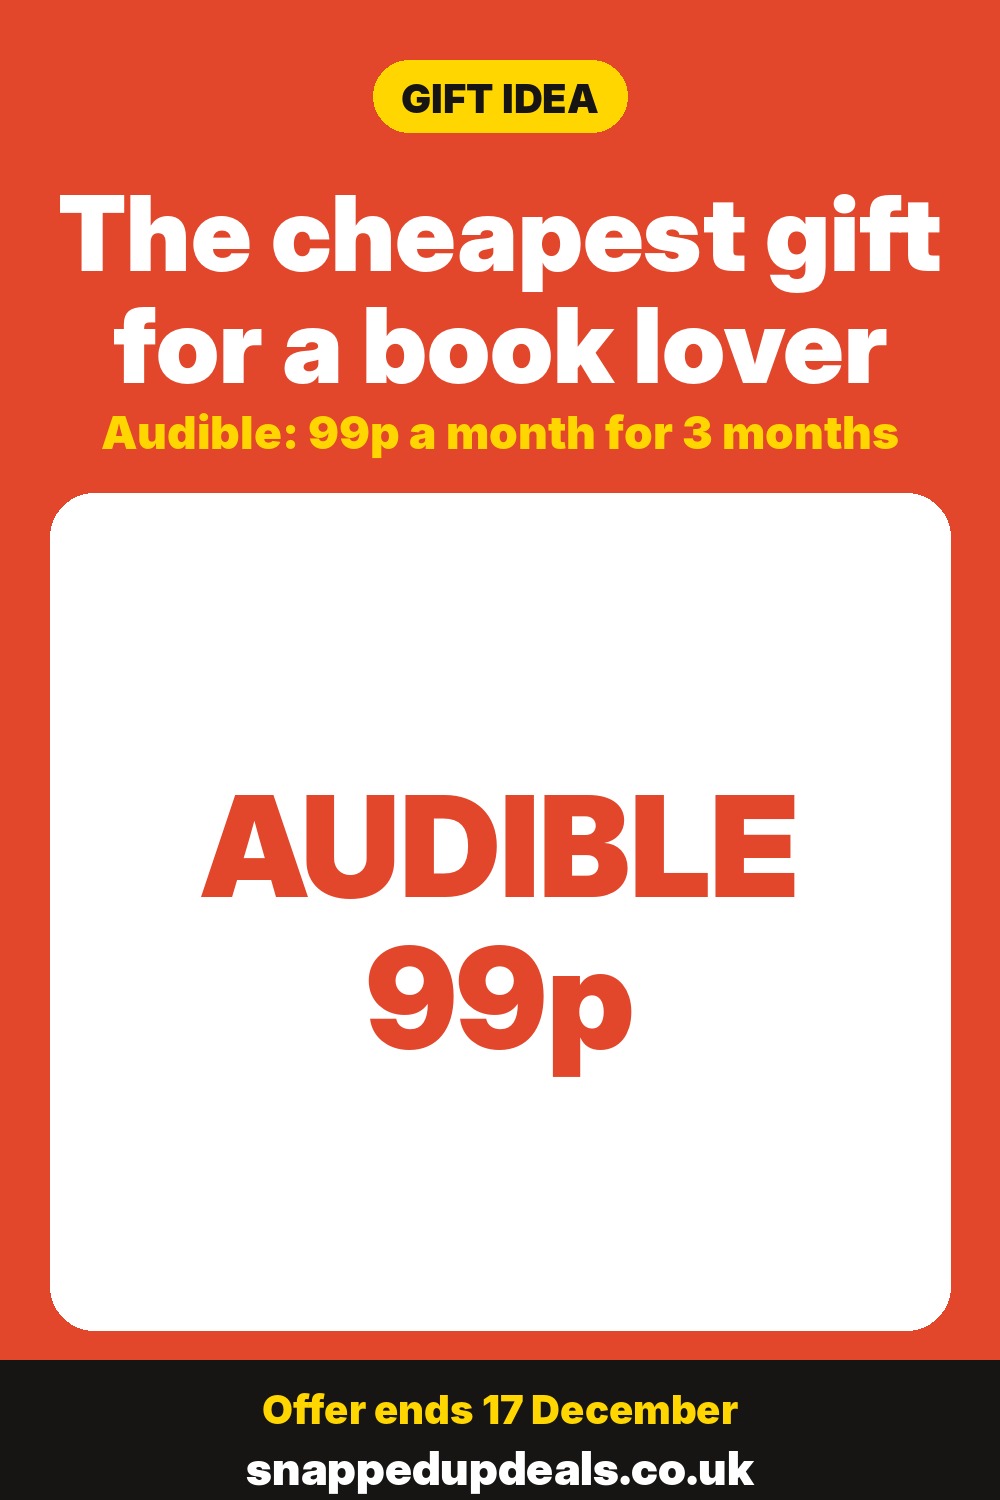 GIFT IDEA
The cheapest gift
for a book lover
Audible: 99p a month for 3 months
AUDIBLE
99p
Offer ends 17 December
snappedupdeals.co.uk